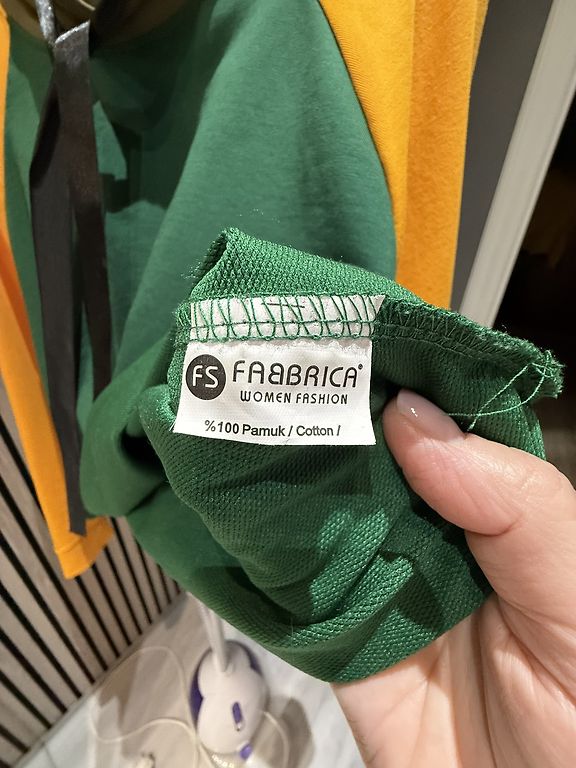 FS FABBRICA®
WOMEN FASHION
%100 Pamuk / Cotton /